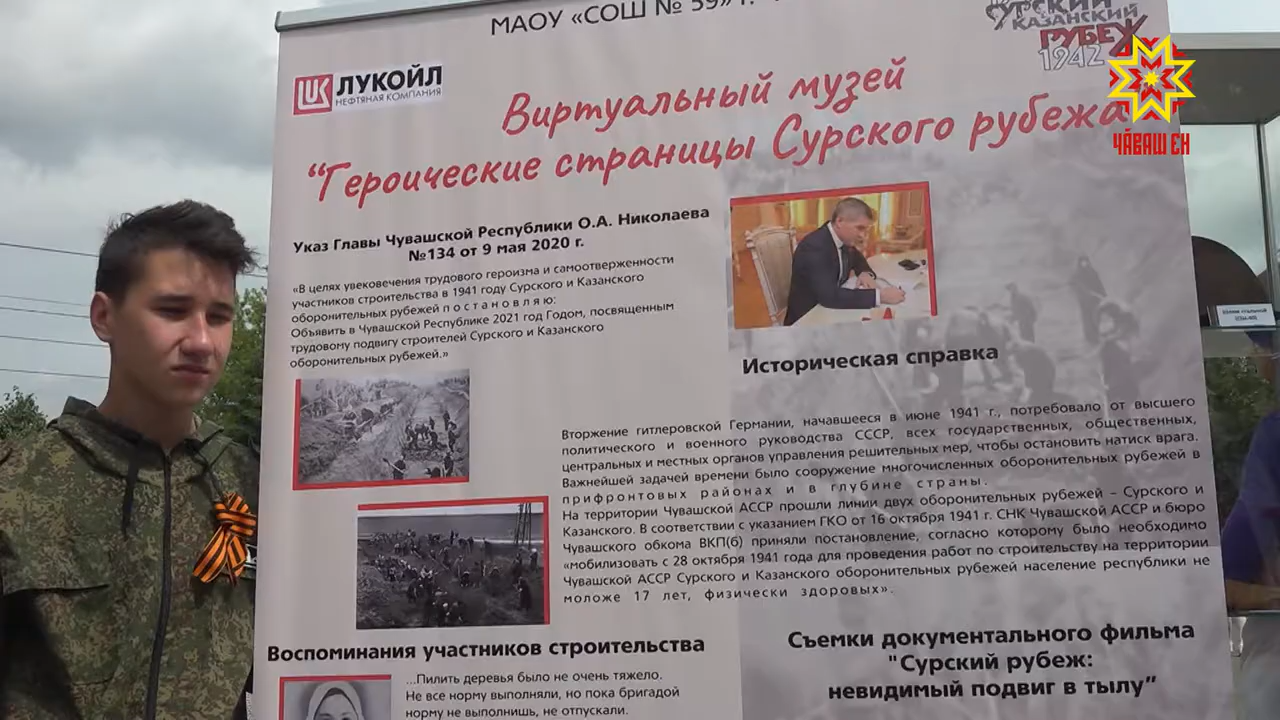 МАОУ «СОШ № 59» г.
СУРСКИЙ
КАЗАНСКИЙ
РУБЕЖ
1942
ЧӐВАШ ЕН
ЛУКОЙЛ
НЕФТЯНАЯ КОМПАНИЯ
Виртуальный музей
"Героические страницы Сурского рубежа
Указ Главы Чувашской Республики О.А. Николаева
№134 от 9 мая 2020 г.
«В целях увековечения трудового героизма и самоотверженности
участников строительства в 1941 году Сурского и Казанского
оборонительных рубежей п о с т а н о в л я ю:
Объявить в Чувашской Республике 2021 год Годом, посвященным
трудовому подвигу строителей Сурского и Казанского
оборонительных рубежей.»
Историческая справка
Вторжение гитлеровской Германии, начавшееся в июне 1941 г., потребовало от высшего
политического и военного руководства СССР, всех государственных, общественных,
центральных и местных органов управления решительных мер, чтобы остановить натиск врага.
Важнейшей задачей времени было сооружение многочисленных оборонительных рубежей в
прифронтовых районах и в глубине страны.
На территории Чувашской АССР прошли линии двух оборонительных рубежей – Сурского и
Казанского. В соответствии с указанием ГКО от 16 октября 1941 г. СНК Чувашской АССР и бюро
Чувашского обкома ВКП(б) приняли постановление, согласно которому было необходимо
«мобилизовать с 28 октября 1941 года для проведения работ по строительству на территории
Чувашской АССР Сурского и Казанского оборонительных рубежей население республики не
моложе 17 лет, физически здоровых».
Воспоминания участников строительства
...Пилить деревья было не очень тяжело.
Не все норму выполняли, но пока бригадой
норму не выполнишь, не отпускали.
Съемки документального фильма
"Сурский рубеж:
невидимый подвиг в тылу"